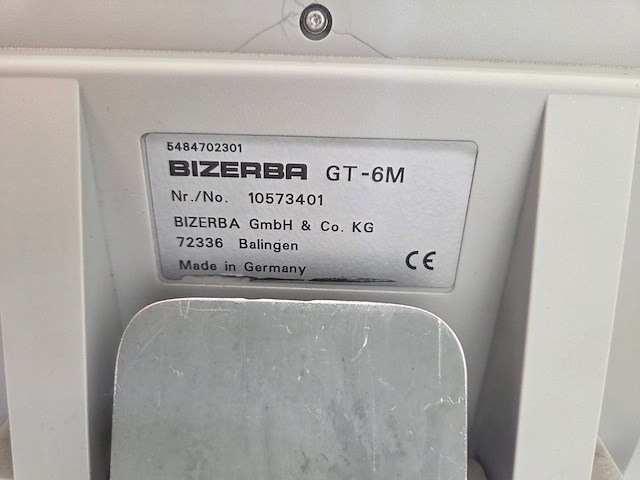 5484702301
BIZERBA GT-6M
Nr./No. 10573401
BIZERBA GmbH & Co. KG
72336 Balingen
Made in Germany CE